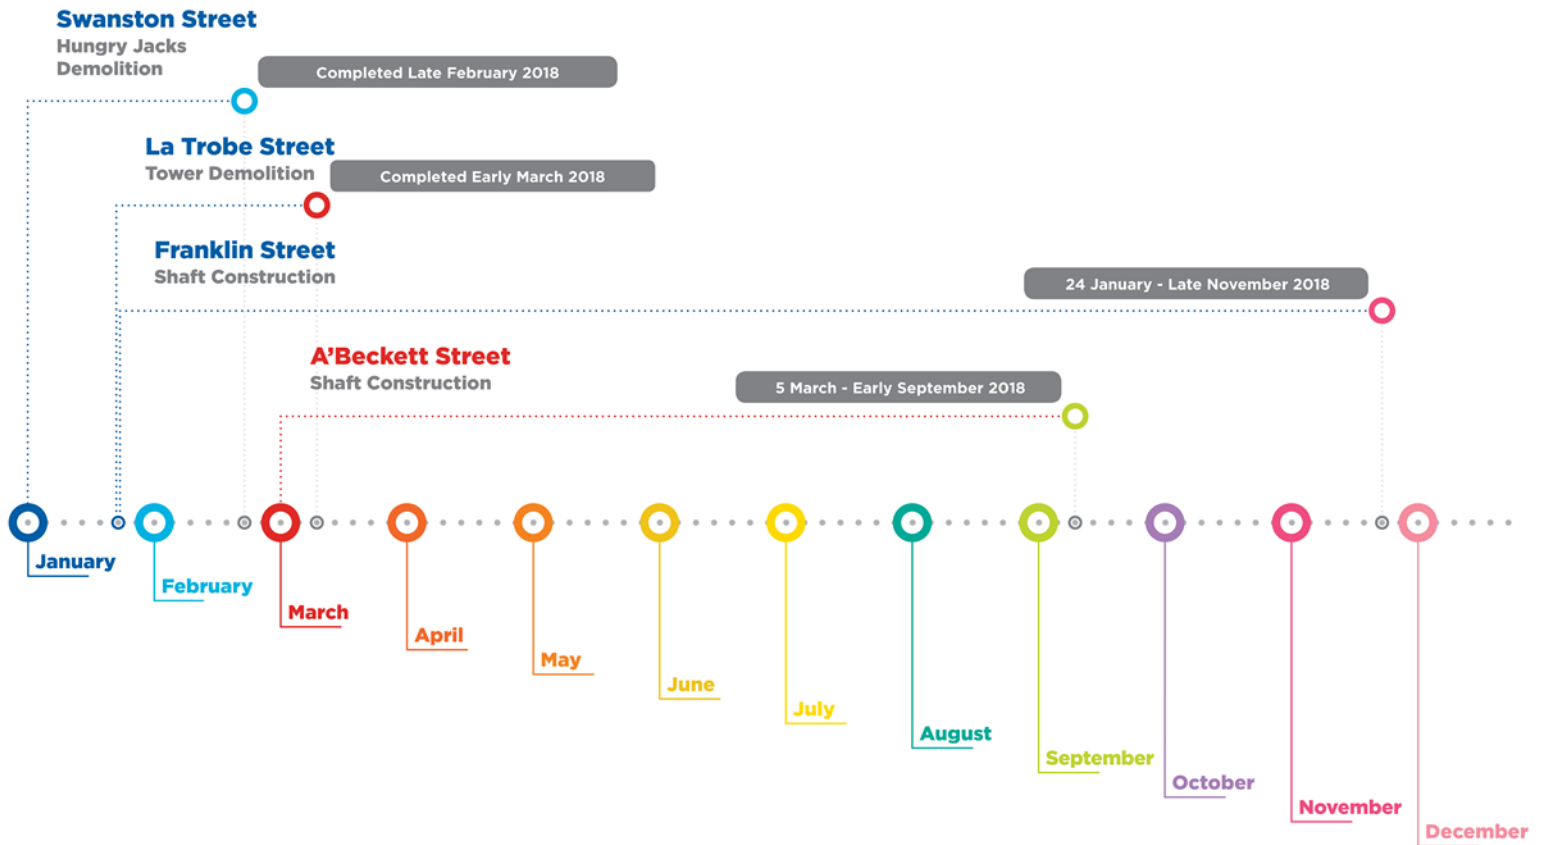 Swanston Street
Hungry Jacks
Demolition
Completed Late February 2018
La Trobe Street
Tower Demolition
Completed Early March 2018
Franklin Street
Shaft Construction
24 January - Late November 2018
A’Beckett Street
Shaft Construction
5 March - Early September 2018
January
February
March
April
May
June
July
August
September
October
November
December